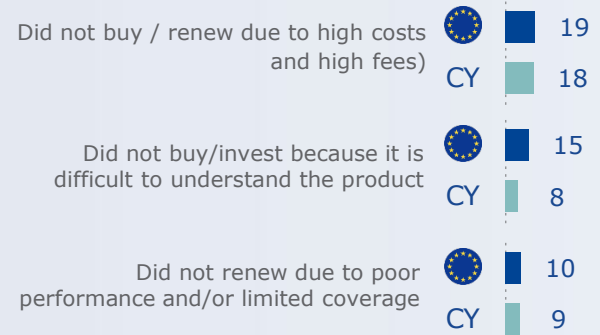 Did not buy / renew due to high costs
and high fees)
19
CY 18
Did not buy/invest because it is
difficult to understand the product
15
CY 8
Did not renew due to poor
performance and/or limited coverage
10
CY 9